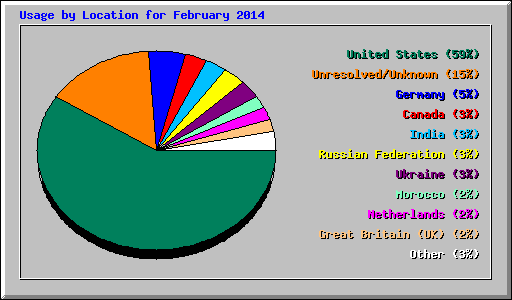 Usage by Location for February 2014
United States (59%)
Unresolved/Unknown (15%)
Germany (5%)
Canada (3%)
India (3%)
Russian Federation (3%)
Ukraine (3%)
Morocco (2%)
Netherlands (2%)
Great Britain (UK) (2%)
Other (3%)